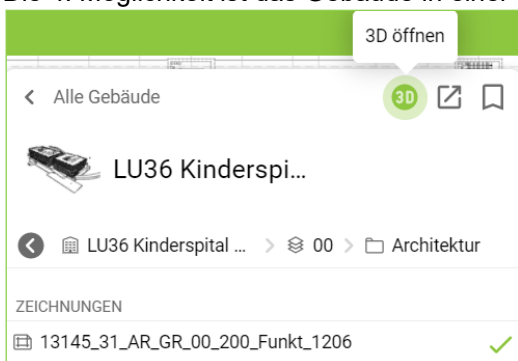 Die 4. Möglichkeit ist das Gebäude in einer
3D öffnen
Alle Gebäude
3D
LU36 Kinderspi...
LU36 Kinderspital ... > 00 > Architektur
ZEICHNUNGEN
13145_31_AR_GR_00_200_Funkt_1206